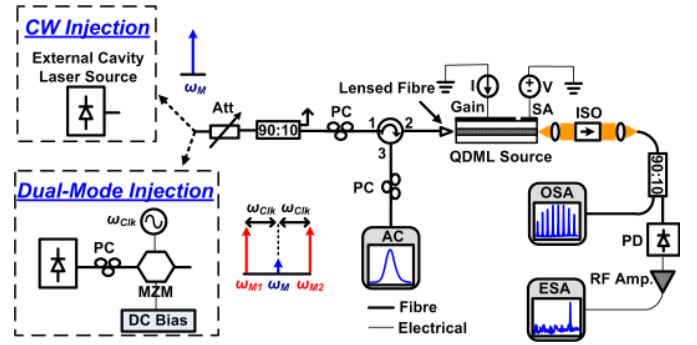 CW Injection
External Cavity
Laser Source
ωM
Att
90:10
PC
1
2
3
Lensed Fibre
I
Gain
V
SA
QDML Source
ISO
90:10
OSA
PD
RF Amp.
ESA
PC
AC
Fibre
Electrical
Dual-Mode Injection
ωClk
PC
MZM
DC Bias
ωClk
ωClk
ωM1
ωM
ωM2